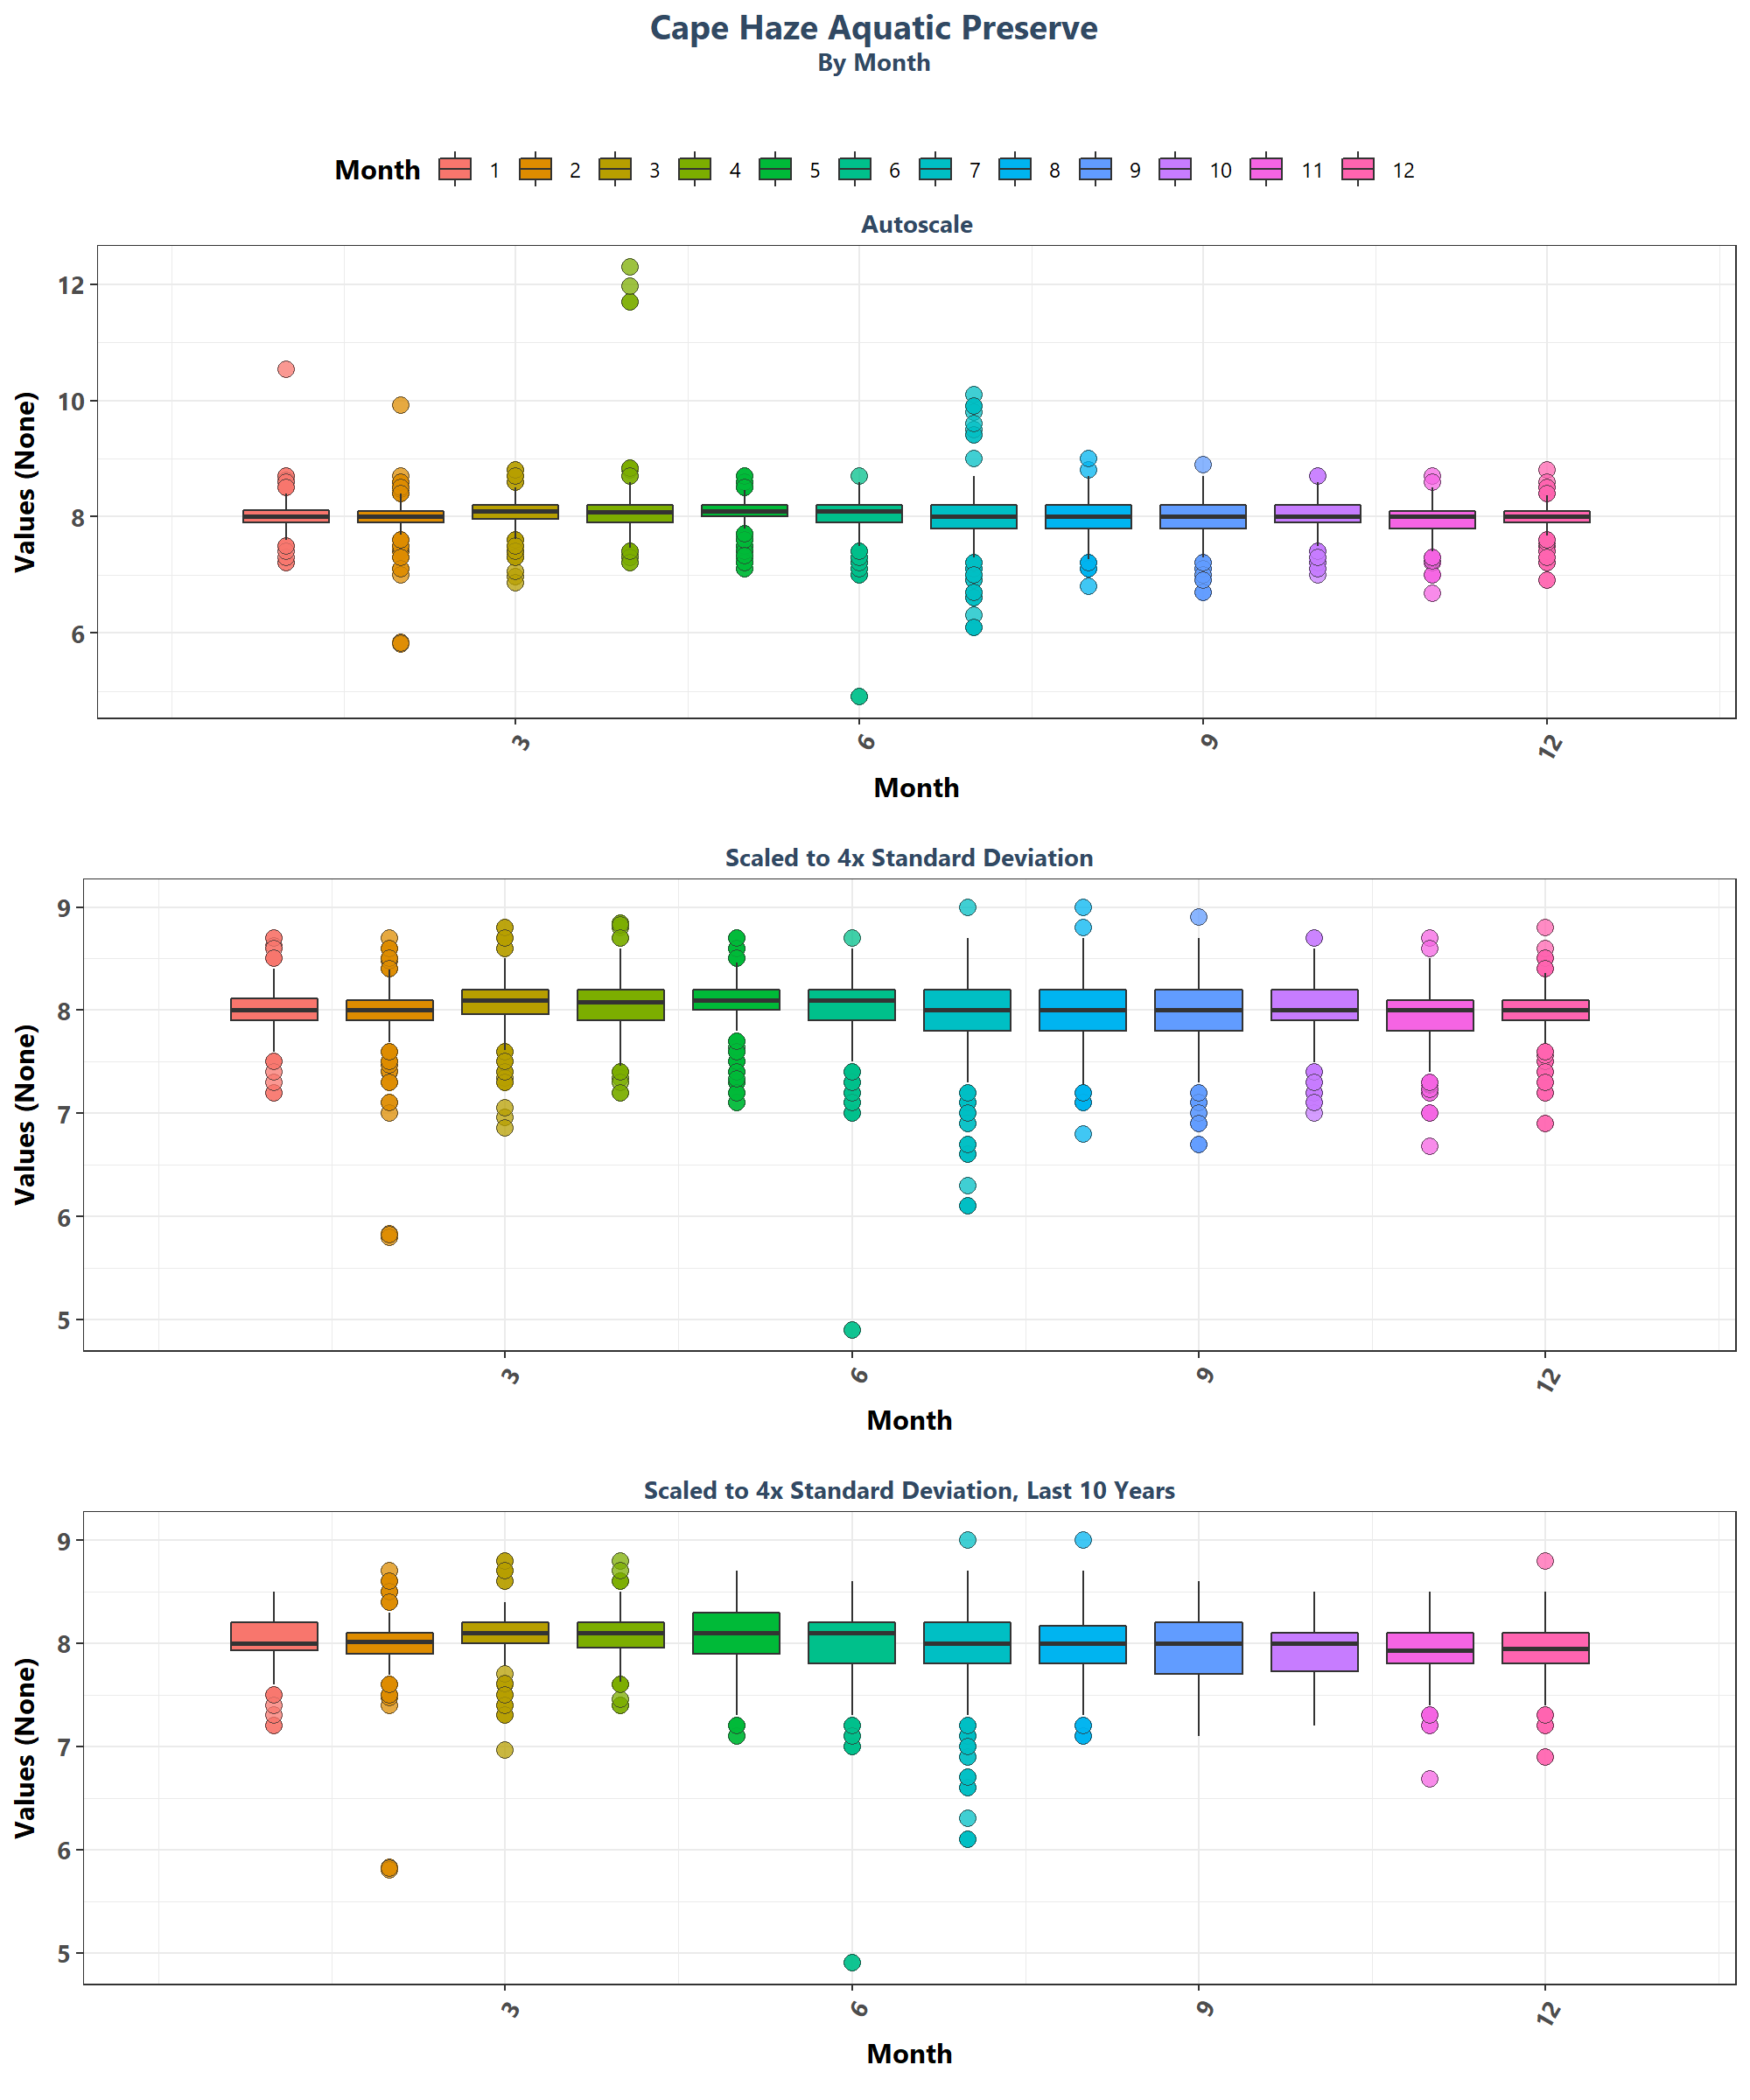 Cape Haze Aquatic Preserve
By Month
Month 1 2 3 4 5 6 7 8 9 10 11 12
Autoscale
Values (None)
12
10
8
6
3 6 9 12
Month
Scaled to 4x Standard Deviation
Values (None)
9
8
7
6
5
3 6 9 12
Month
Scaled to 4x Standard Deviation, Last 10 Years
Values (None)
9
8
7
6
5
3 6 9 12
Month